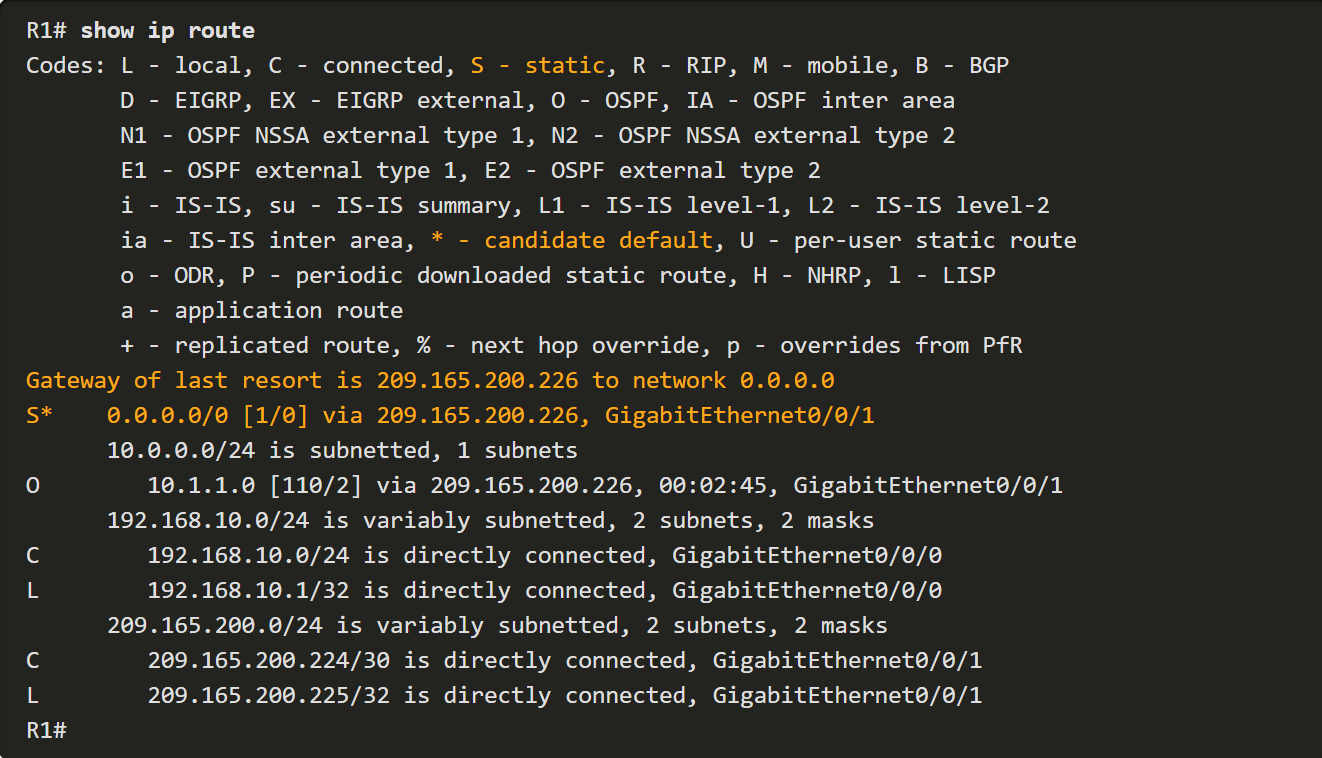 R1# show ip route
Codes: L - local, C - connected, S - static, R - RIP, M - mobile, B - BGP
       D - EIGRP, EX - EIGRP external, O - OSPF, IA - OSPF inter area
       N1 - OSPF NSSA external type 1, N2 - OSPF NSSA external type 2
       E1 - OSPF external type 1, E2 - OSPF external type 2
       i - IS-IS, su - IS-IS summary, L1 - IS-IS level-1, L2 - IS-IS level-2
       ia - IS-IS inter area, * - candidate default, U - per-user static route
       o - ODR, P - periodic downloaded static route, H - NHRP, l - LISP
       a - application route
       + - replicated route, % - next hop override, p - overrides from PfR
Gateway of last resort is 209.165.200.226 to network 0.0.0.0
S*    0.0.0.0/0 [1/0] via 209.165.200.226, GigabitEthernet0/0/1
      10.0.0.0/24 is subnetted, 1 subnets
O        10.1.1.0 [110/2] via 209.165.200.226, 00:02:45, GigabitEthernet0/0/1
      192.168.10.0/24 is variably subnetted, 2 subnets, 2 masks
C        192.168.10.0/24 is directly connected, GigabitEthernet0/0/0
L        192.168.10.1/32 is directly connected, GigabitEthernet0/0/0
      209.165.200.0/24 is variably subnetted, 2 subnets, 2 masks
C        209.165.200.224/30 is directly connected, GigabitEthernet0/0/1
L        209.165.200.225/32 is directly connected, GigabitEthernet0/0/1
R1#